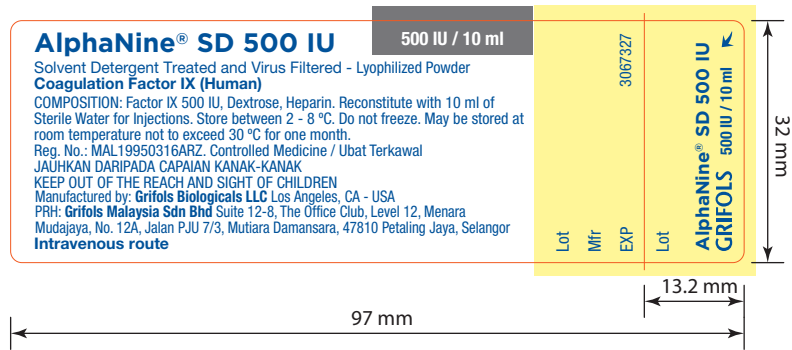 AlphaNine® SD 500 IU
500 IU / 10 ml
Solvent Detergent Treated and Virus Filtered - Lyophilized Powder
Coagulation Factor IX (Human)
COMPOSITION: Factor IX 500 IU, Dextrose, Heparin. Reconstitute with 10 ml of
Sterile Water for Injections. Store between 2 - 8 ºC. Do not freeze. May be stored at
room temperature not to exceed 30 ºC for one month.
Reg. No.: MAL19950316ARZ. Controlled Medicine / Ubat Terkawal
JAUHKAN DARIPADA CAPAIAN KANAK-KANAK
KEEP OUT OF THE REACH AND SIGHT OF CHILDREN
Manufactured by: Grifols Biologicals LLC Los Angeles, CA - USA
PRH: Grifols Malaysia Sdn Bhd Suite 12-8, The Office Club, Level 12, Menara
Mudajaya, No. 12A, Jalan PJU 7/3, Mutiara Damansara, 47810 Petaling Jaya, Selangor
Intravenous route
Lot
Mfr
EXP
3067327
Lot
AlphaNine® SD 500 IU
GRIFOLS 500 IU / 10 ml
32 mm
13.2 mm
97 mm